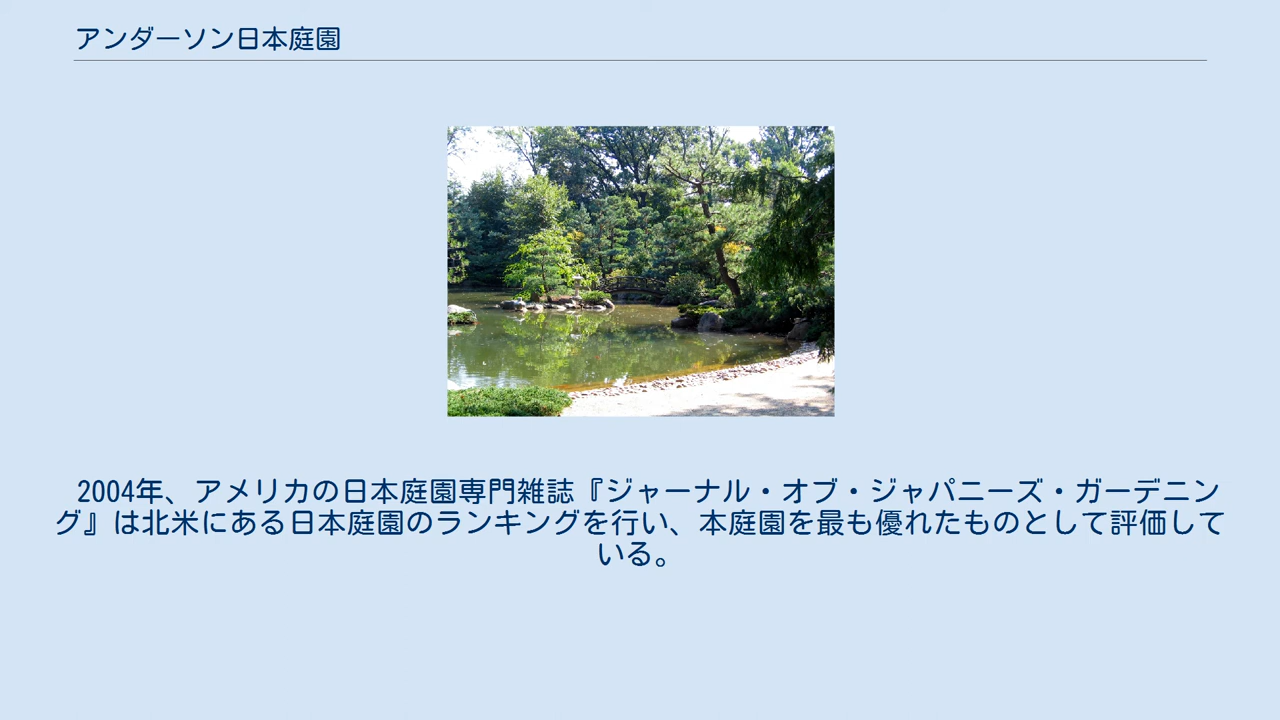 アンダーソン日本庭園
2004年、アメリカの日本庭園専門雑誌『ジャーナル・オブ・ジャパニーズ・ガーデニン
グ』は北米にある日本庭園のランキングを行い、本庭園を最も優れたものとして評価して
いる。